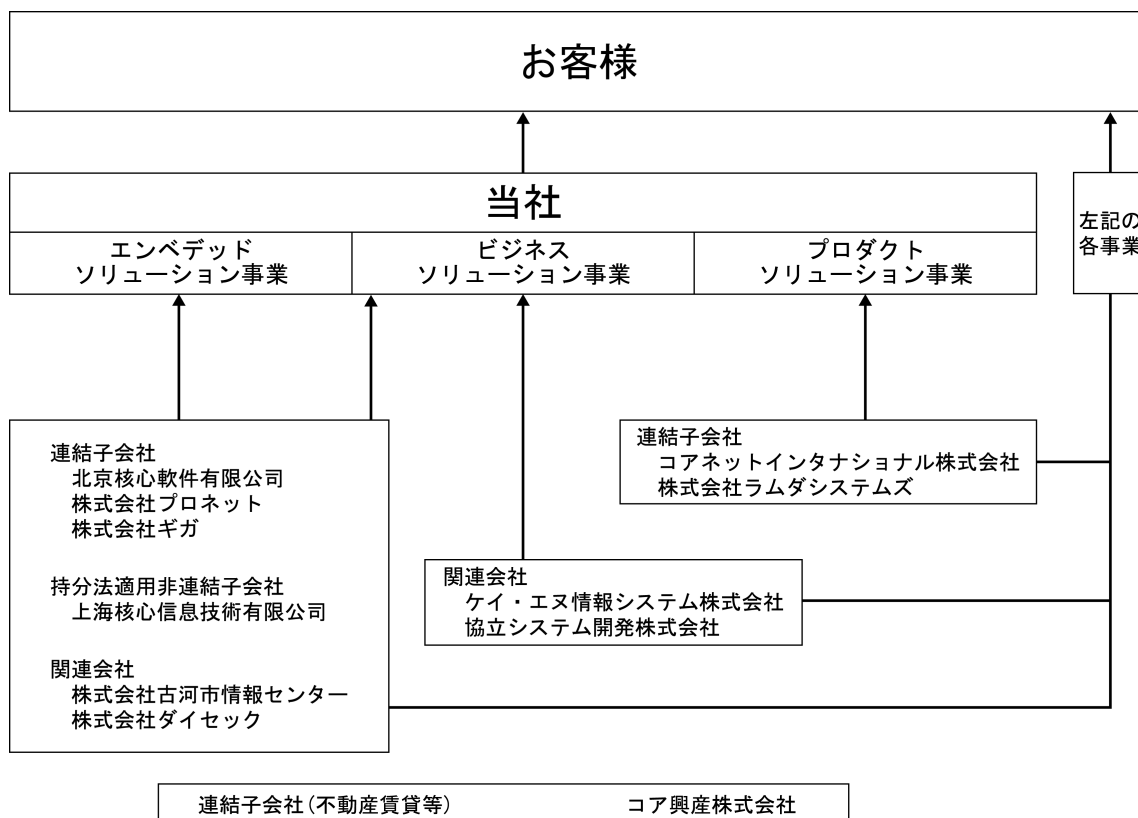 お客様
当社
エンベデッド
ソリューション事業
ビジネス
ソリューション事業
プロダクト
ソリューション事業
左記の
各事業
連結子会社
北京核心軟件有限公司
株式会社プロネット
株式会社ギガ
持分法適用非連結子会社
上海核心信息技術有限公司
関連会社
株式会社古河市情報センター
株式会社ダイセック
連結子会社
コアネットインタナショナル株式会社
株式会社ラムダシステムズ
関連会社
ケイ・エヌ情報システム株式会社
協立システム開発株式会社
連結子会社(不動産賃貸等) コア興産株式会社